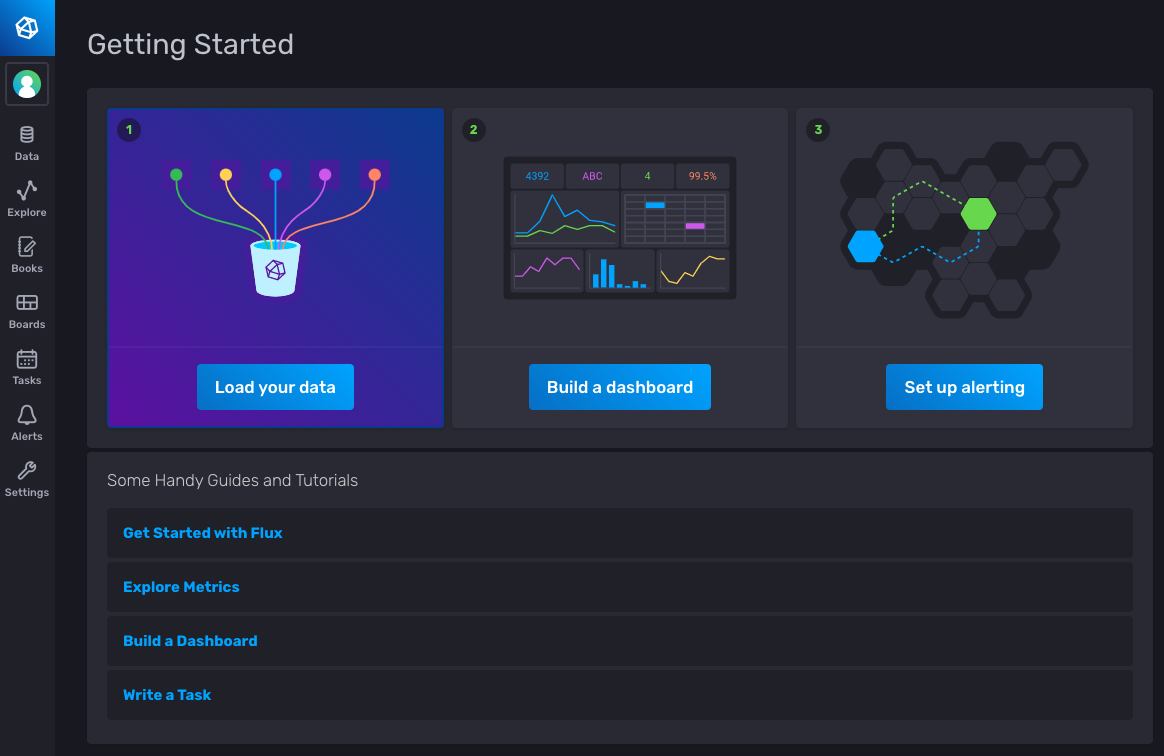 Getting Started
Data
Explore
Books
Boards
Tasks
Alerts
Settings
1
Load your data
2
4392 ABC 4 99.5%
Build a dashboard
3
Set up alerting
Some Handy Guides and Tutorials
Get Started with Flux
Explore Metrics
Build a Dashboard
Write a Task